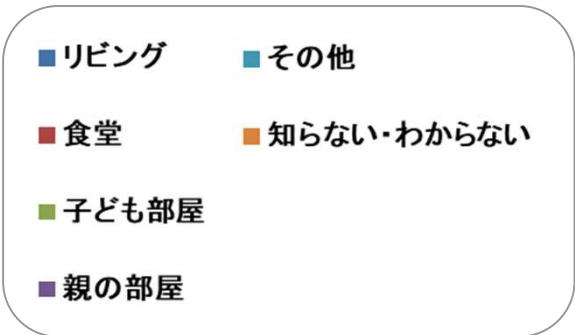 リビング
食堂
子ども部屋
親の部屋
その他
知らない・わからない